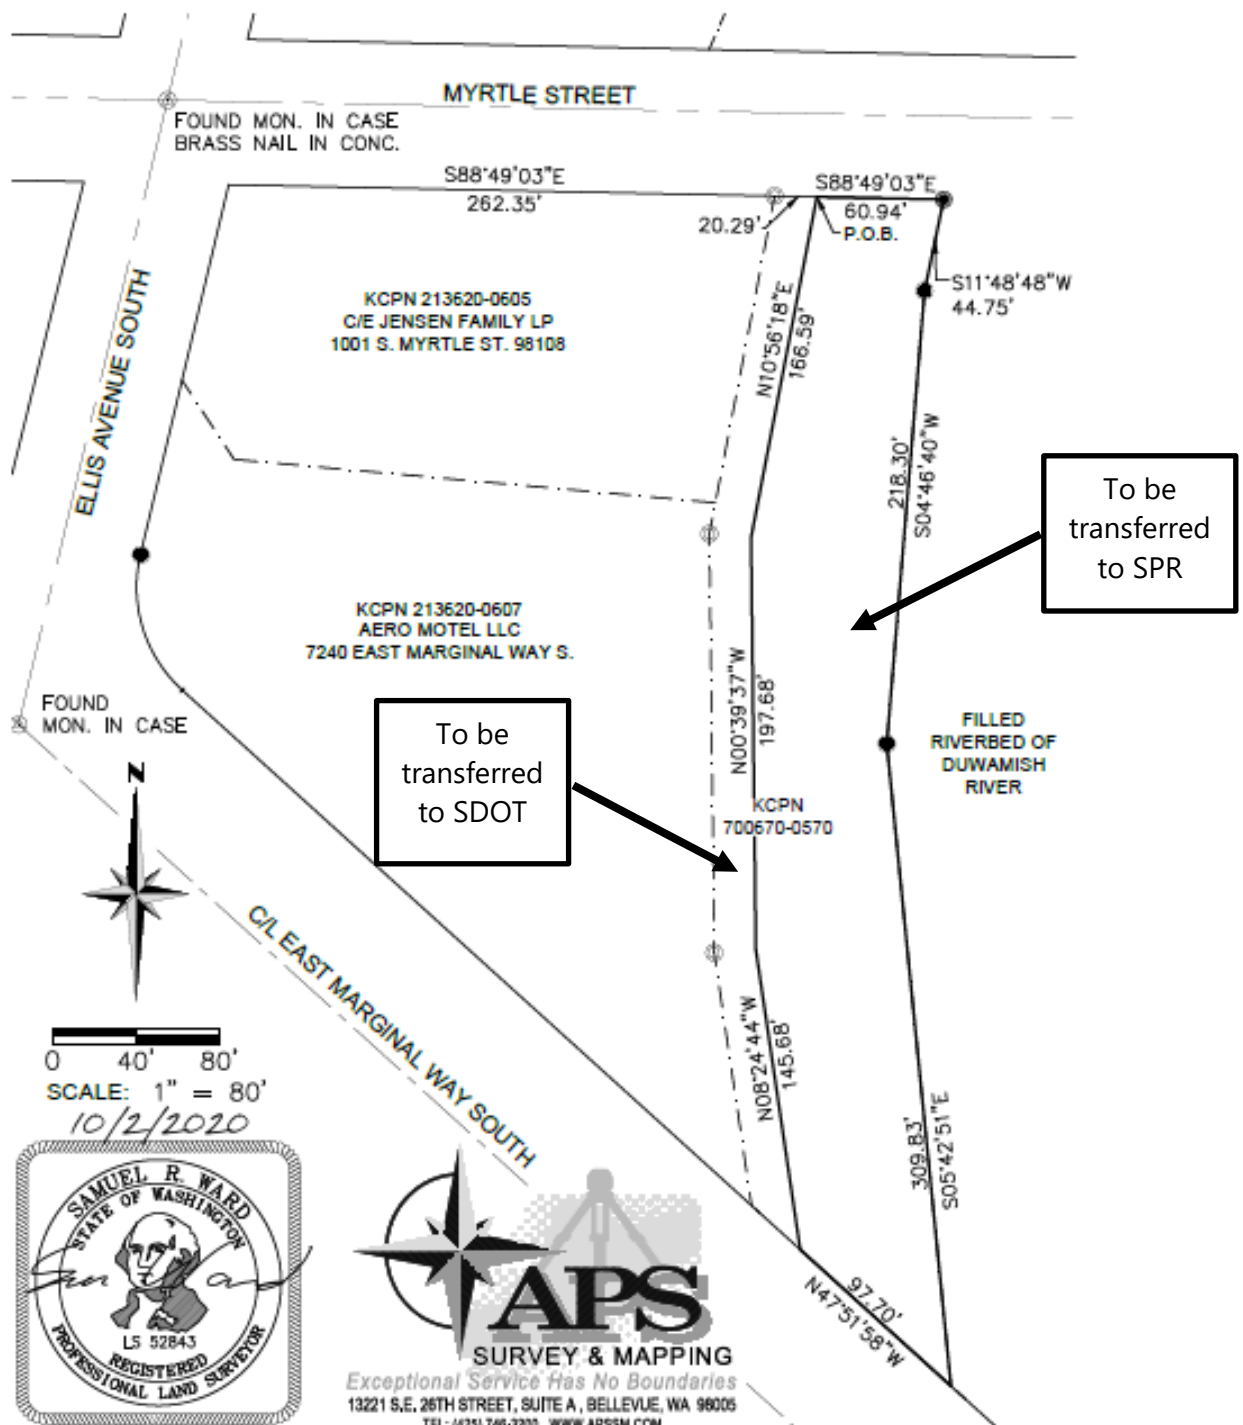 MYRTLE STREET
FOUND MON. IN CASE
BRASS NAIL IN CONC.
S88°49'03"E
262.35'
S88°49'03"E
60.94'
20.29'
P.O.B.
S11°48'48"W
44.75'
ELLIS AVENUE SOUTH
KCPN 213620-0605
C/E JENSEN FAMILY LP
1001 S. MYRTLE ST. 98108
N10°56'18"E
166.59'
218.30'
S04°46'40"W
To be
transferred
to SPR
KCPN 213620-0607
AERO MOTEL LLC
7240 EAST MARGINAL WAY S.
FOUND
MON. IN CASE
N00°39'37"W
197.68'
To be
transferred
to SDOT
FILLED
RIVERBED OF
DUWAMISH
RIVER
KCPN
700670-0570
N
C/L EAST MARGINAL WAY SOUTH
N08°24'44"W
145.68'
0 40' 80'
SCALE: 1" = 80'
10/2/2020
309.83'
S05°42'51"E
97.70'
N47°51'58"W
SAMUEL R. WARD
STATE OF WASHINGTON
LS 52843
REGISTERED
PROFESSIONAL LAND SURVEYOR
APS
SURVEY & MAPPING
Exceptional Service Has No Boundaries
13221 S.E. 26TH STREET, SUITE A, BELLEVUE, WA 98005
TEL: (425) 746-3200 WWW.APSSM.COM